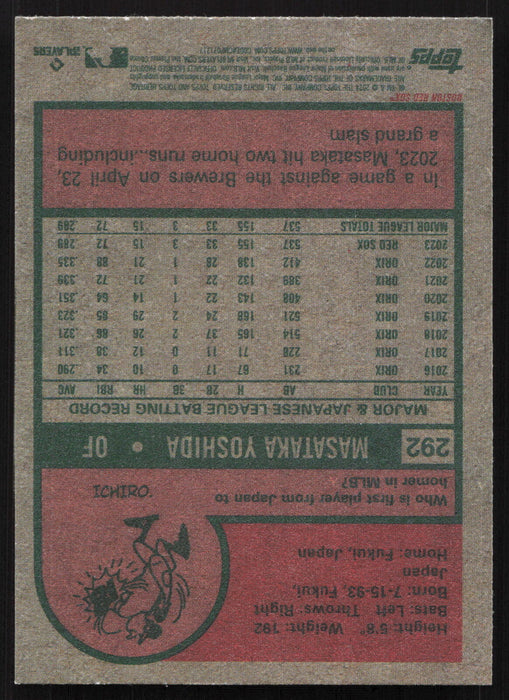 Height: 5'8" Weight: 192
Bats: Left Throws: Right
Born: 7-15-93, Fukui,
Japan
Home: Fukui, Japan
Who is first player from Japan to
homer in MLB?
ICHIRO.
292 MASATAKA YOSHIDA • OF
MAJOR & JAPANESE LEAGUE BATTING RECORD
YEAR CLUB AB H 2B 3B HR RBI AVG
2016 ORIX 231 67 8 0 10 34 .290
2017 ORIX 228 71 11 0 12 38 .311
2018 ORIX 514 165 37 2 26 86 .321
2019 ORIX 521 168 24 2 29 85 .323
2020 ORIX 408 143 22 1 14 64 .351
2021 ORIX 389 132 27 1 21 72 .339
2022 ORIX 412 138 28 1 21 88 .335
2023 RED SOX 537 155 33 3 15 72 .289
MAJOR LEAGUE TOTALS 537 155 33 3 15 72 .289
In a game against the Brewers on April 23,
2023, Masataka hit two home runs...including
a grand slam
BOSTON RED SOX®
topps
PLAYERS